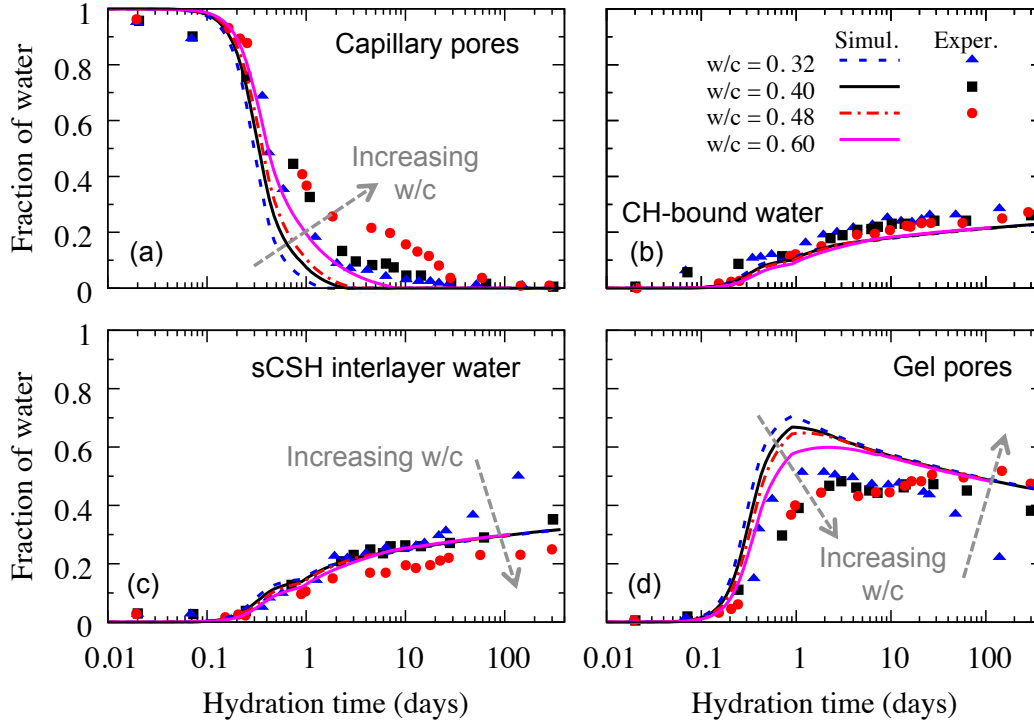 Fraction of water
1
0.8
0.6
0.4
0.2
0
Capillary pores
Increasing
w/c
(a)
Simul. Exper.
w/c = 0. 32
w/c = 0. 40
w/c = 0. 48
w/c = 0. 60
CH-bound water
(b)
Fraction of water
1
0.8
0.6
0.4
0.2
0
sCSH interlayer water
Increasing w/c
(c)
0.01 0.1 1 10 100
Hydration time (days)
Gel pores
Increasing
w/c
(d)
0.01 0.1 1 10 100
Hydration time (days)